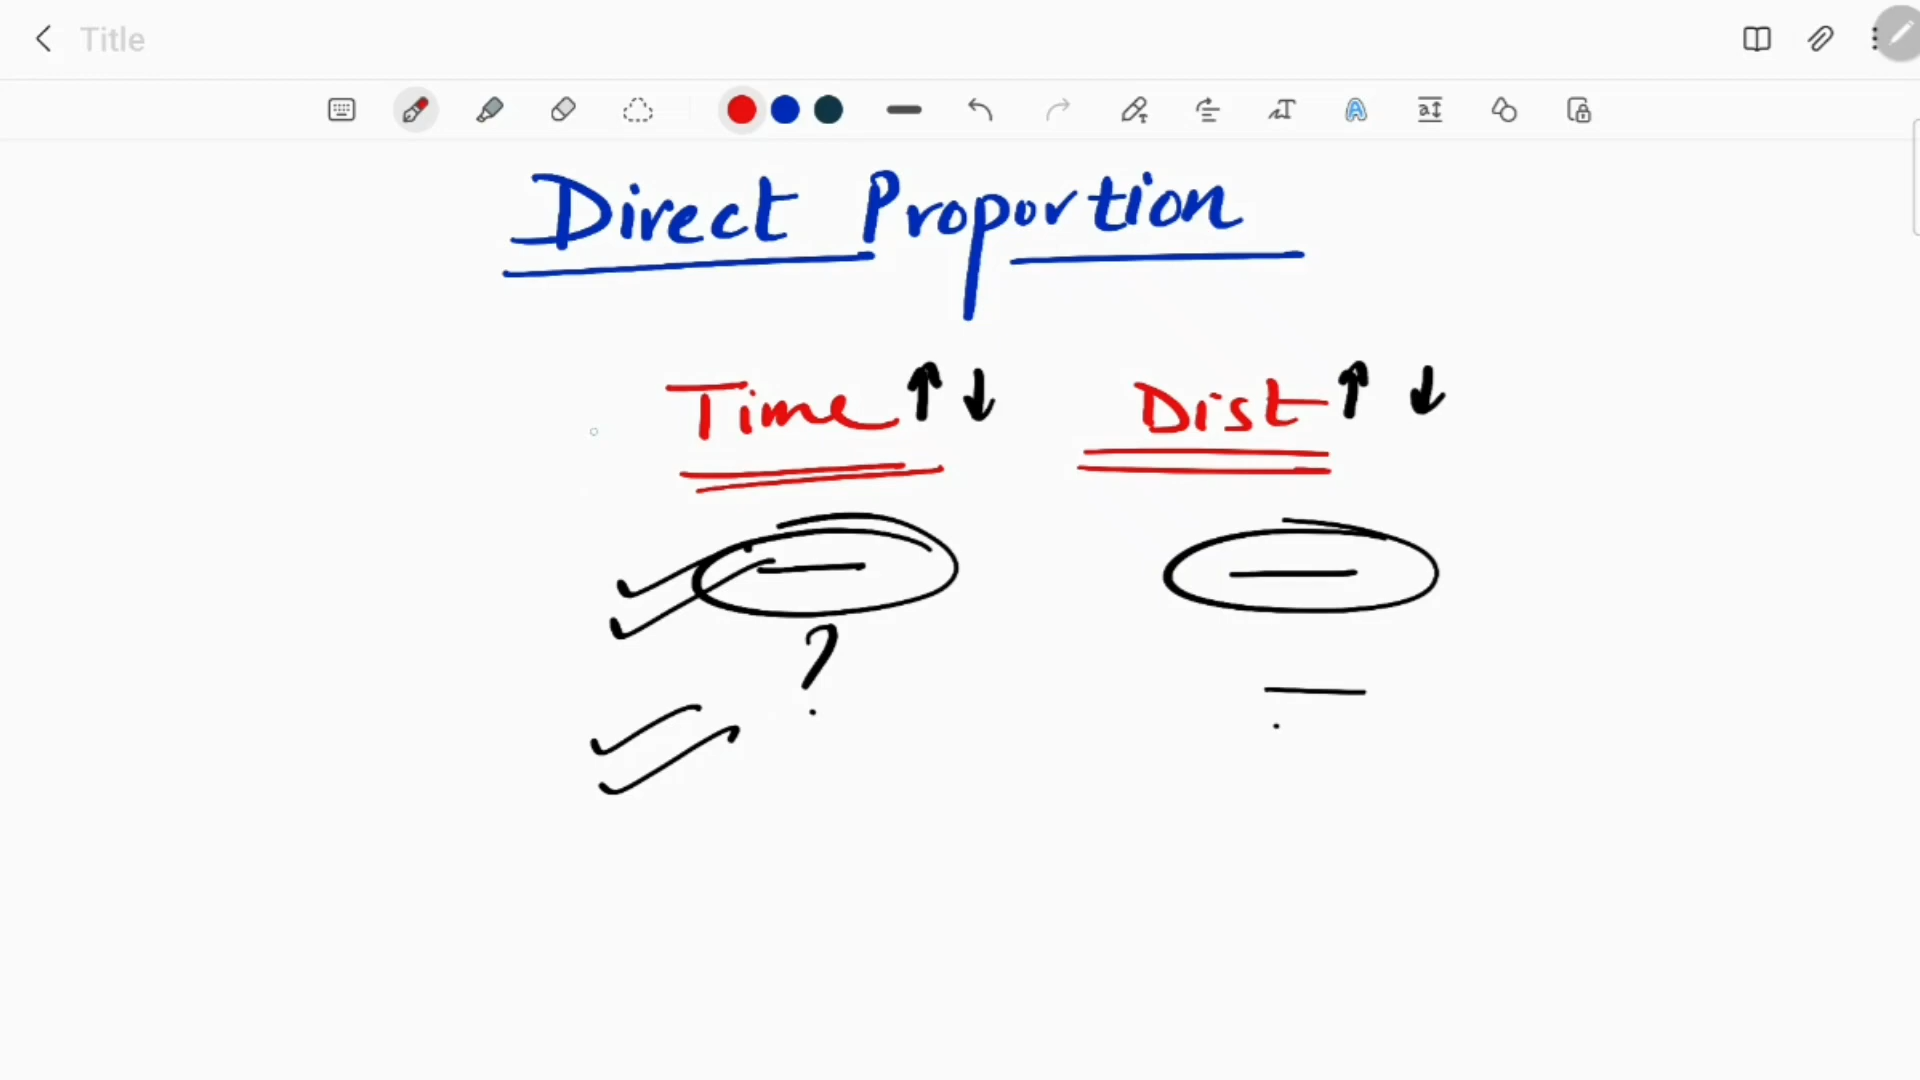 Title
Direct Proportion
Time ↑ ↓ Dist ↑ ↓
?